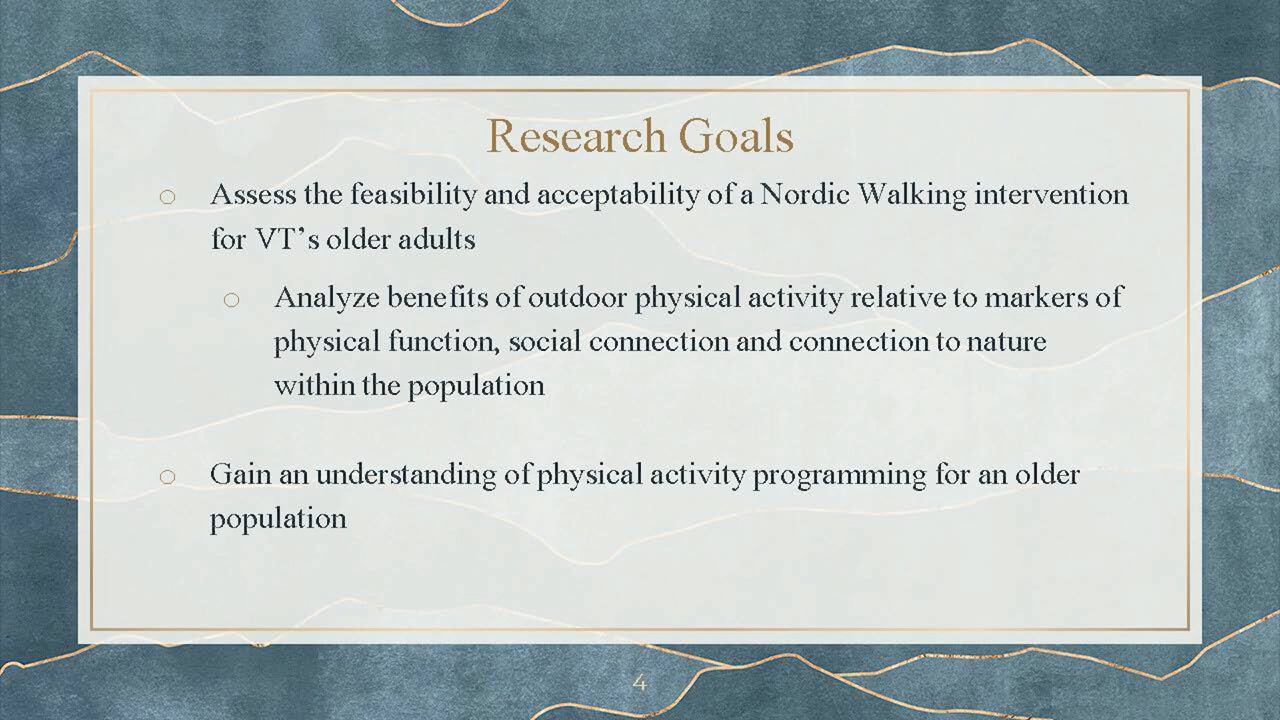 Research Goals
Assess the feasibility and acceptability of a Nordic Walking intervention
for VT’s older adults
Analyze benefits of outdoor physical activity relative to markers of
physical function, social connection and connection to nature
within the population
Gain an understanding of physical activity programming for an older
population
4